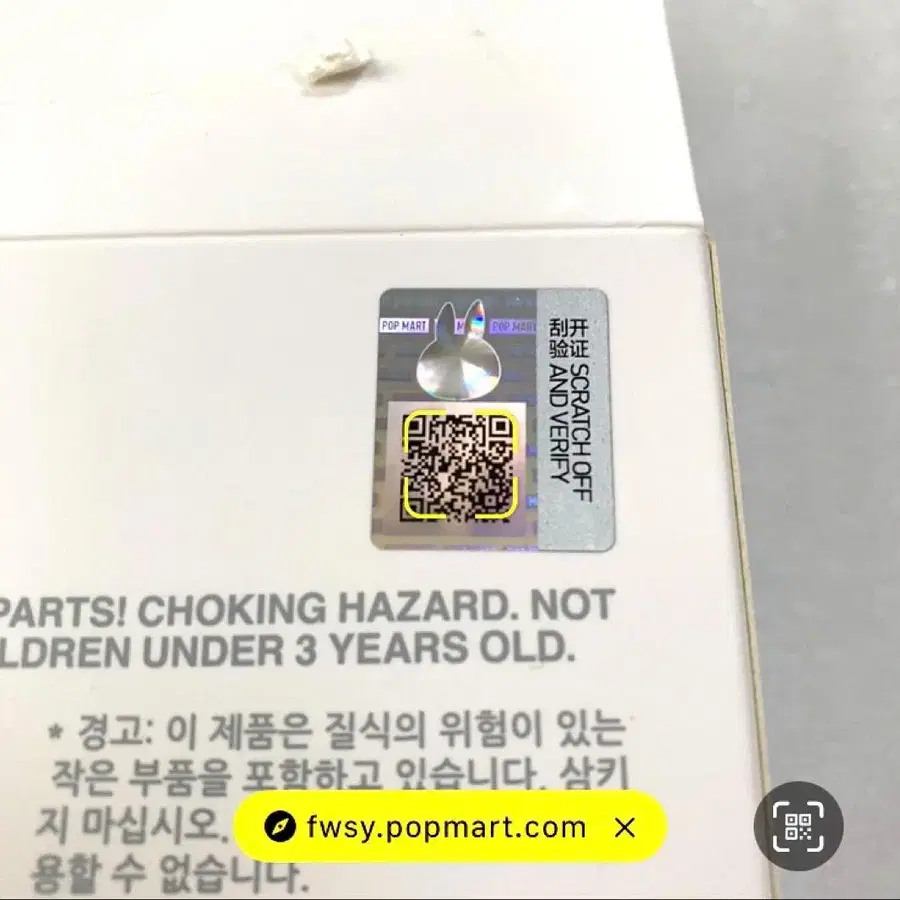 POP MART M POP MART
开 证
刮 验
SCRATCH OFF
AND VERIFY
PARTS! CHOKING HAZARD. NOT
LDREN UNDER 3 YEARS OLD.
* 경고: 이 제품은 질식의 위험이 있는
작은 부품을 포함하고 있습니다. 삼키
지 마십시오.
fwsy.popmart.com
용할 수 없습니다.